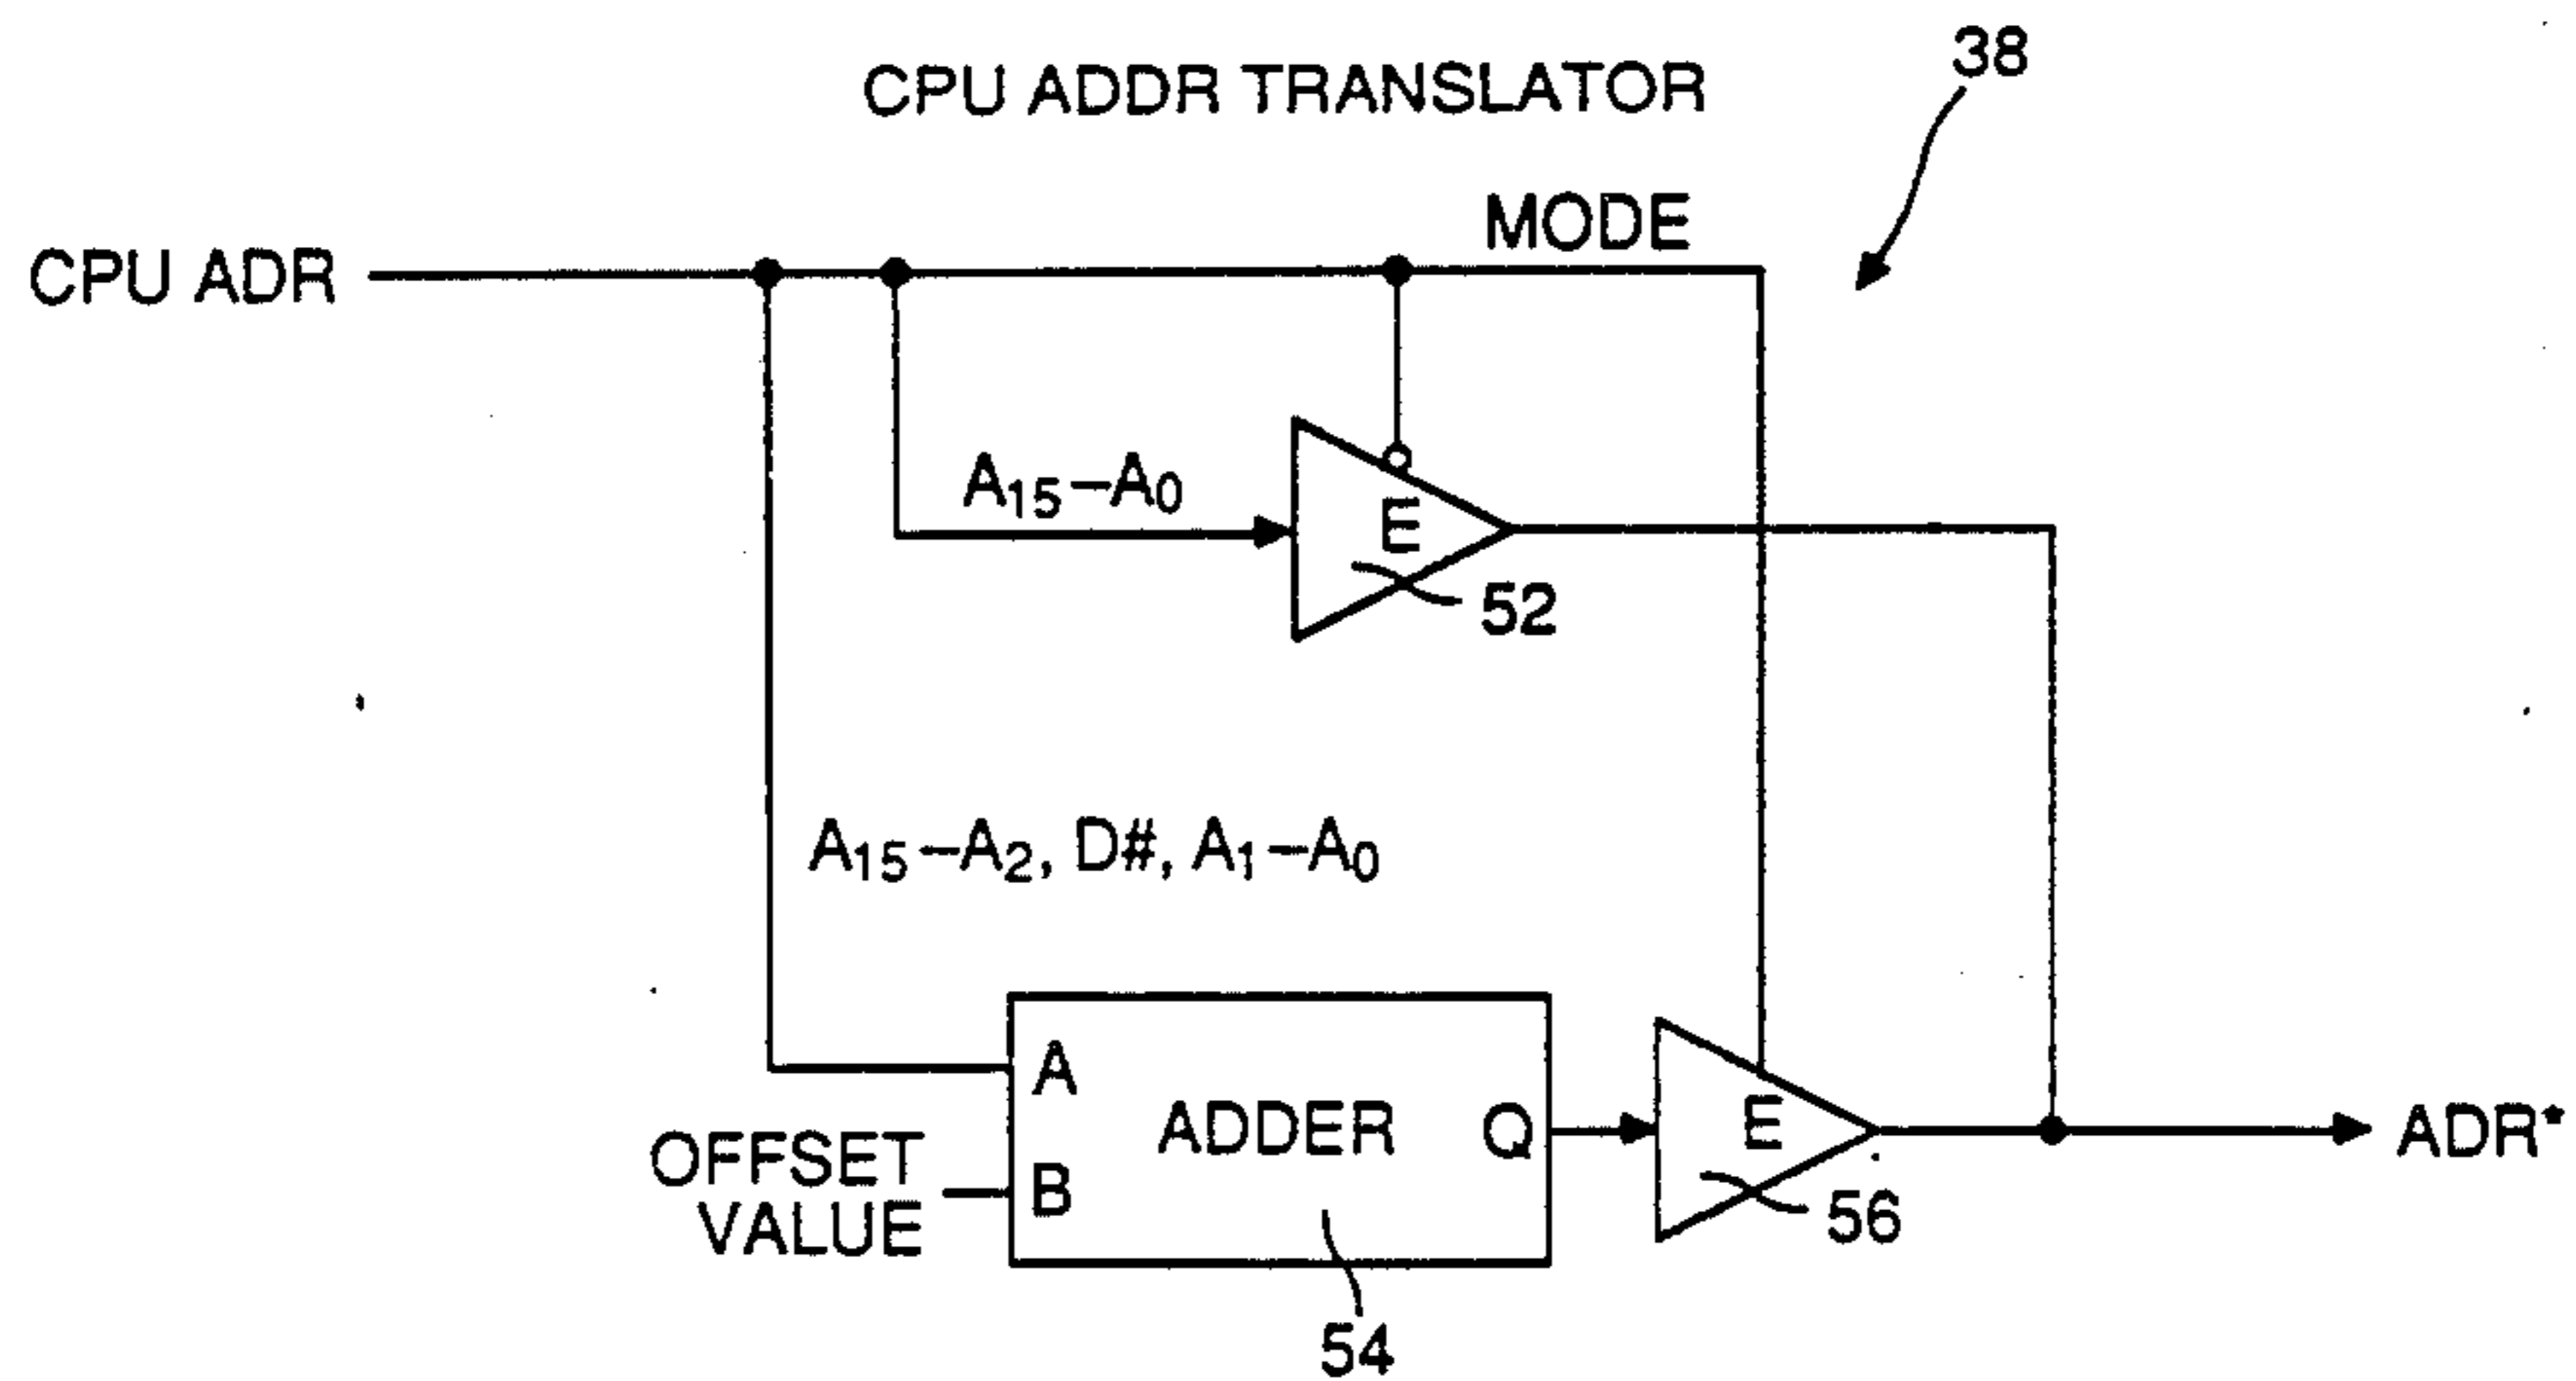 38
CPU ADDR TRANSLATOR
MODE
CPU ADR
A15–A0
E
52
A15–A2, D#, A1–A0
A
ADDER
Q
E
ADR*
OFFSET
VALUE
B
56
54